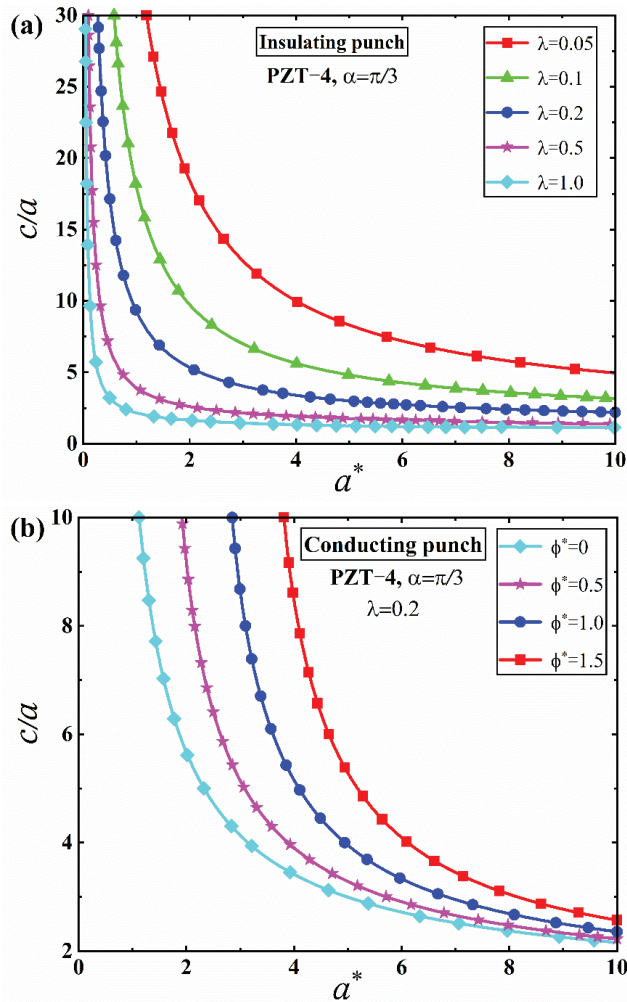 (a)
Insulating punch
PZT−4, α=π/3
λ=0.05
λ=0.1
λ=0.2
λ=0.5
λ=1.0
c/a
30
25
20
15
10
5
0
0 2 4 6 8 10
a*
(b)
Conducting punch
PZT−4, α=π/3
λ=0.2
ϕ*=0
ϕ*=0.5
ϕ*=1.0
ϕ*=1.5
c/a
10
8
6
4
2
0 2 4 6 8 10
a*